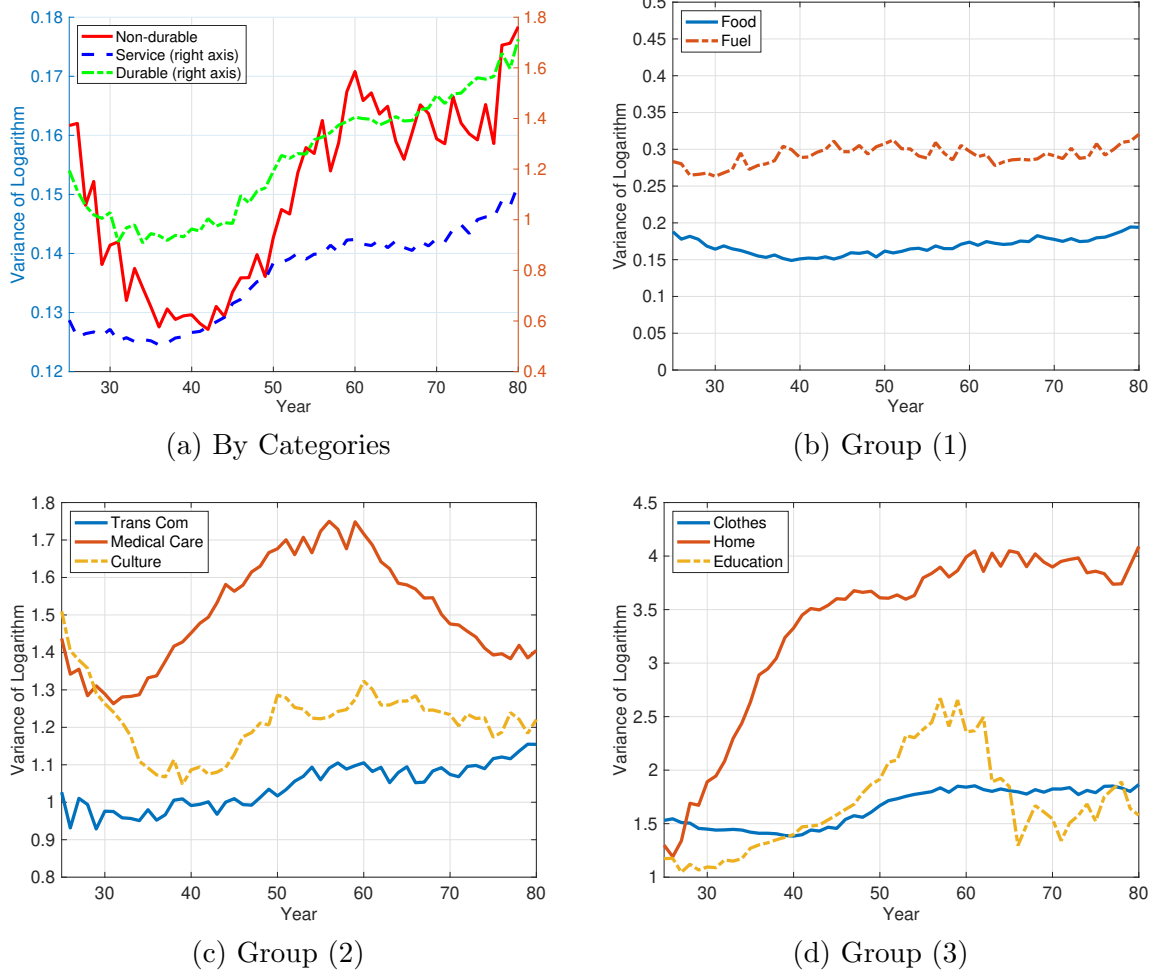 0.18
0.17
0.16
0.15
0.14
0.13
0.12
Variance of Logarithm
Non-durable
Service (right axis)
Durable (right axis)
1.8
1.6
1.4
1.2
1
0.8
0.6
0.4
30 40 50 60 70 80
Year
(a) By Categories
0.5
0.45
0.4
0.35
0.3
0.25
0.2
0.15
0.1
0.05
0
Variance of Logarithm
Food
Fuel
30 40 50 60 70 80
Year
(b) Group (1)
1.8
1.7
1.6
1.5
1.4
1.3
1.2
1.1
1
0.9
0.8
Variance of Logarithm
Trans Com
Medical Care
Culture
30 40 50 60 70 80
Year
(c) Group (2)
4.5
4
3.5
3
2.5
2
1.5
1
Variance of Logarithm
Clothes
Home
Education
30 40 50 60 70 80
Year
(d) Group (3)